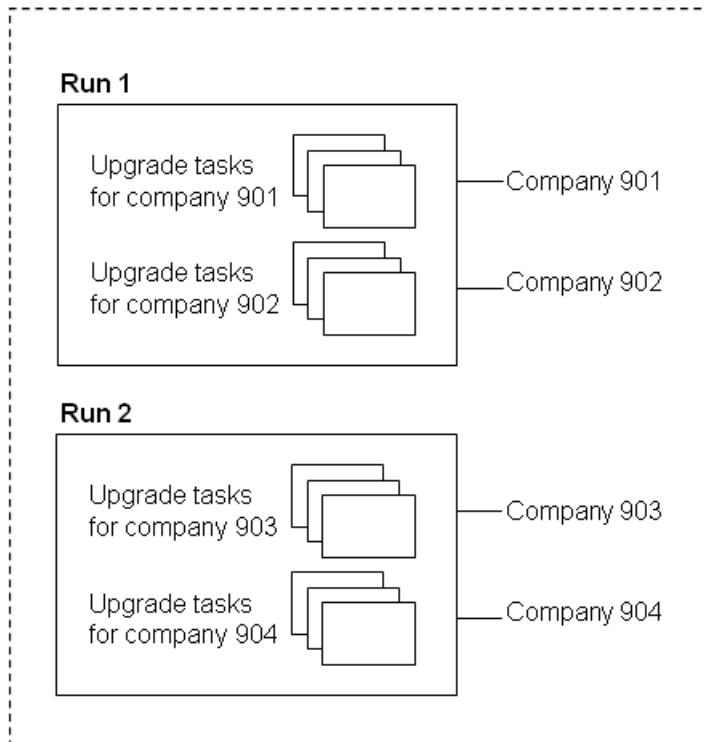 Run 1
Upgrade tasks
for company 901
Company 901
Upgrade tasks
for company 902
Company 902
Run 2
Upgrade tasks
for company 903
Company 903
Upgrade tasks
for company 904
Company 904